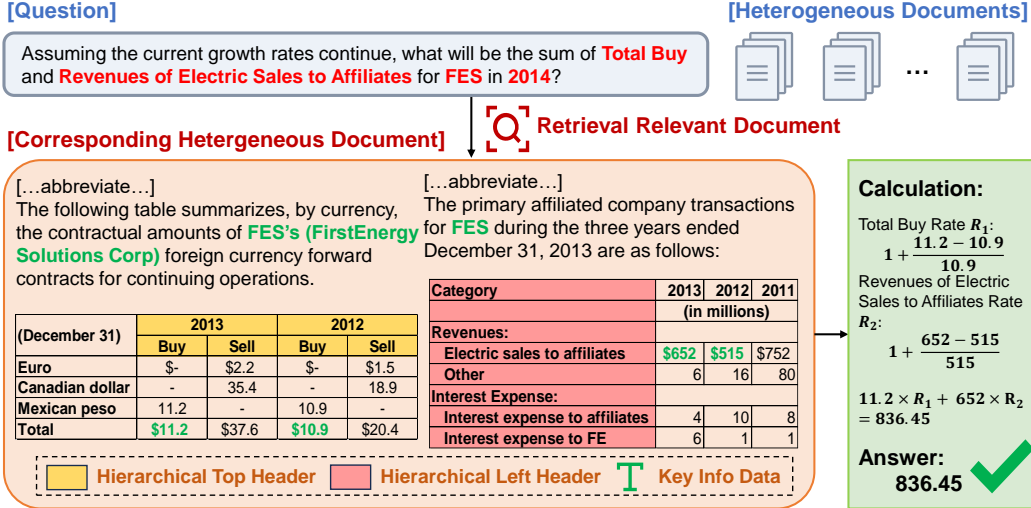 [Question]
[Heterogeneous Documents]
Assuming the current growth rates continue, what will be the sum of Total Buy
and Revenues of Electric Sales to Affiliates for FES in 2014?
...
Retrieval Relevant Document
[Corresponding Hetergeneous Document]
[…abbreviate…]
The following table summarizes, by currency,
the contractual amounts of FES's (FirstEnergy
Solutions Corp) foreign currency forward
contracts for continuing operations.
(December 31) 2013 2012
Buy Sell Buy Sell
Euro $- $2.2 $- $1.5
Canadian dollar - 35.4 - 18.9
Mexican peso 11.2 - 10.9 -
Total $11.2 $37.6 $10.9 $20.4
[…abbreviate…]
The primary affiliated company transactions
for FES during the three years ended
December 31, 2013 are as follows:
Category 2013 2012 2011
(in millions)
Revenues:
Electric sales to affiliates $652 $515 $752
Other 6 16 80
Interest Expense:
Interest expense to affiliates 4 10 8
Interest expense to FE 6 1 1
Hierarchical Top Header
Hierarchical Left Header
T Key Info Data
Calculation:
Total Buy Rate R₁:
1 + (11.2 − 10.9) / 10.9
Revenues of Electric
Sales to Affiliates Rate
R₂:
1 + (652 − 515) / 515
11.2 × R₁ + 652 × R₂
= 836.45
Answer:
836.45